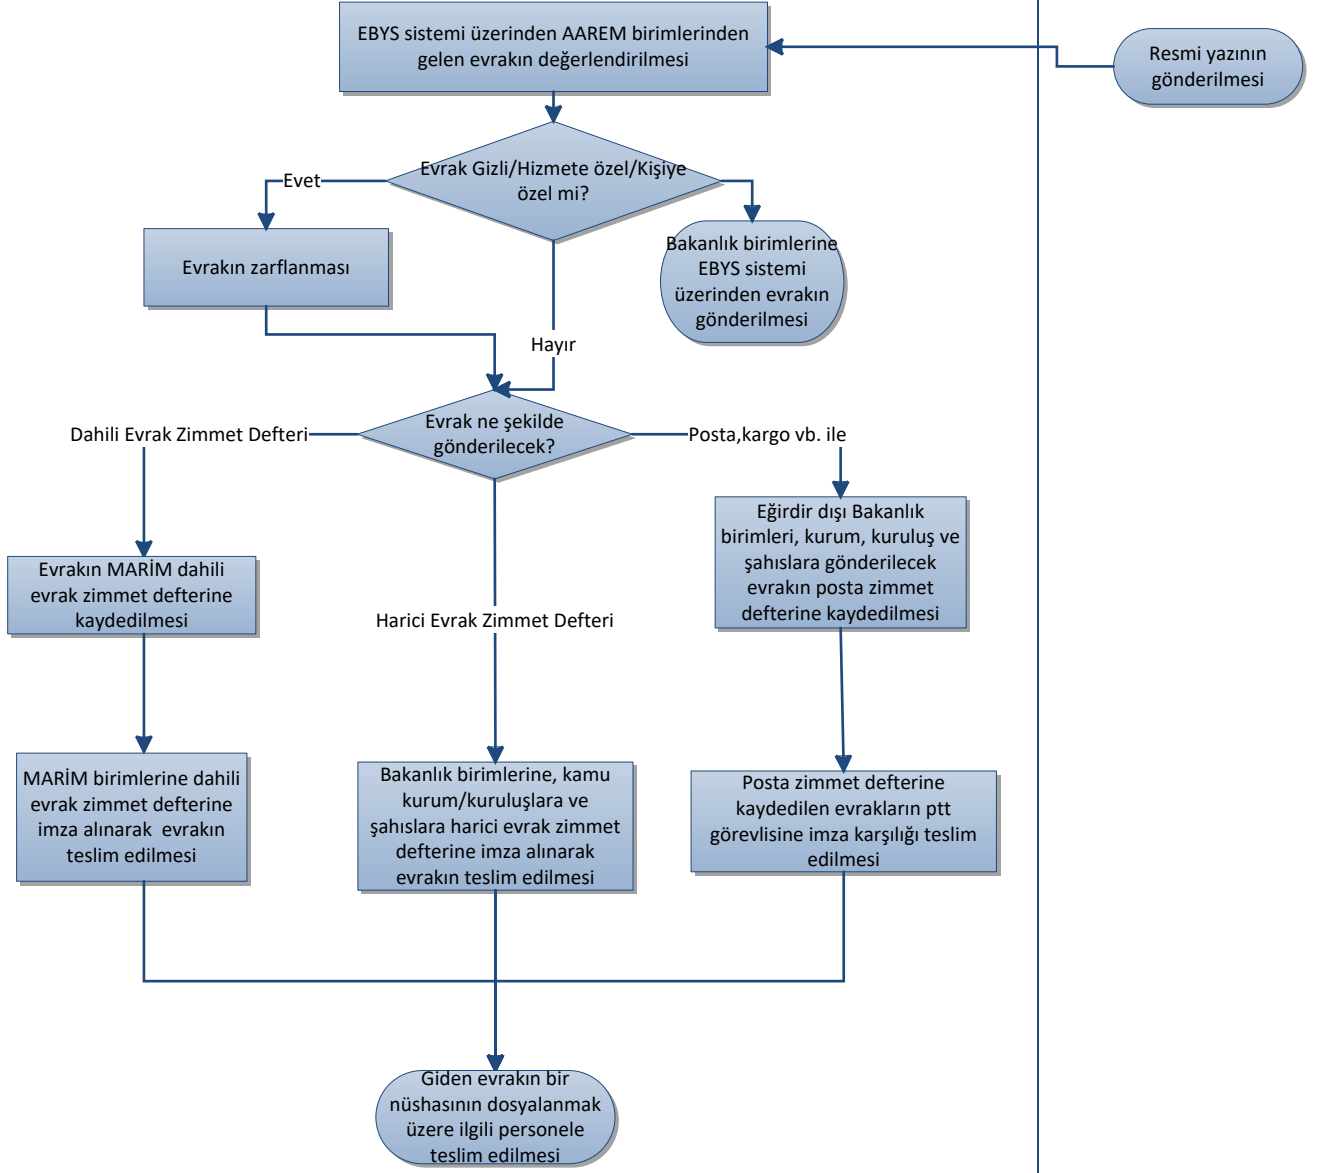 EBYS sistemi üzerinden AAREM birimlerinden
gelen evrakın değerlendirilmesi
Resmi yazının
gönderilmesi
Evrak Gizli/Hizmete özel/Kişiye
özel mi?
Evet
Evrakın zarflanması
Bakanlık birimlerine
EBYS sistemi
üzerinden evrakın
gönderilmesi
Hayır
Evrak ne şekilde
gönderilecek?
Dahili Evrak Zimmet Defteri
Posta,kargo vb. ile
Evrakın MARİM dahili
evrak zimmet defterine
kaydedilmesi
Eğirdir dışı Bakanlık
birimleri, kurum, kuruluş ve
şahıslara gönderilecek
evrakın posta zimmet
defterine kaydedilmesi
Harici Evrak Zimmet Defteri
MARİM birimlerine dahili
evrak zimmet defterine
imza alınarak  evrakın
teslim edilmesi
Bakanlık birimlerine, kamu
kurum/kuruluşlara ve
şahıslara harici evrak zimmet
defterine imza alınarak
evrakın teslim edilmesi
Posta zimmet defterine
kaydedilen evrakların ptt
görevlisine imza karşılığı teslim
edilmesi
Giden evrakın bir
nüshasının dosyalanmak
üzere ilgili personele
teslim edilmesi